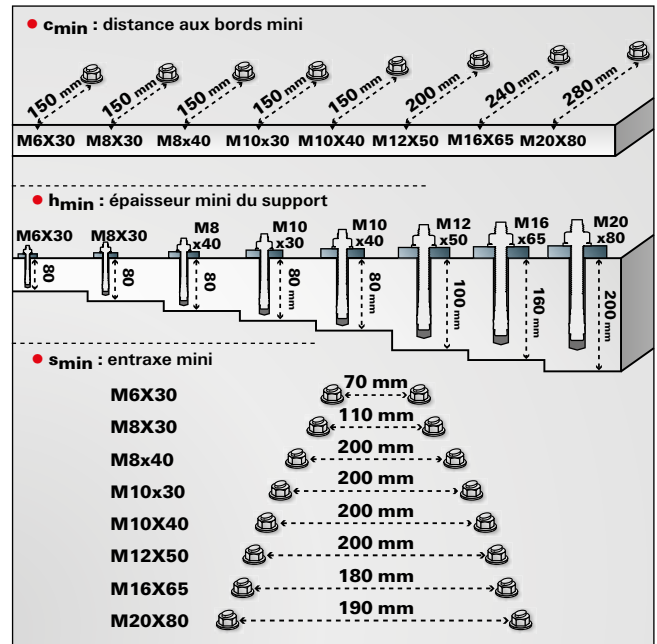 • cmin : distance aux bords mini
150 mm 150 mm 150 mm 150 mm 150 mm 200 mm 240 mm 280 mm
M6X30 M8X30 M8x40 M10x30 M10X40 M12X50 M16X65 M20X80
• hmin : épaisseur mini du support
M6X30 M8X30 M8 x40 M10 x30 M10 x40 M12 x50 M16 x65 M20 x80
80 80 80 80 mm 80 mm 100 mm 160 mm 200 mm
• smin : entraxe mini
M6X30 70 mm
M8X30 110 mm
M8x40 200 mm
M10x30 200 mm
M10X40 200 mm
M12X50 200 mm
M16X65 180 mm
M20X80 190 mm